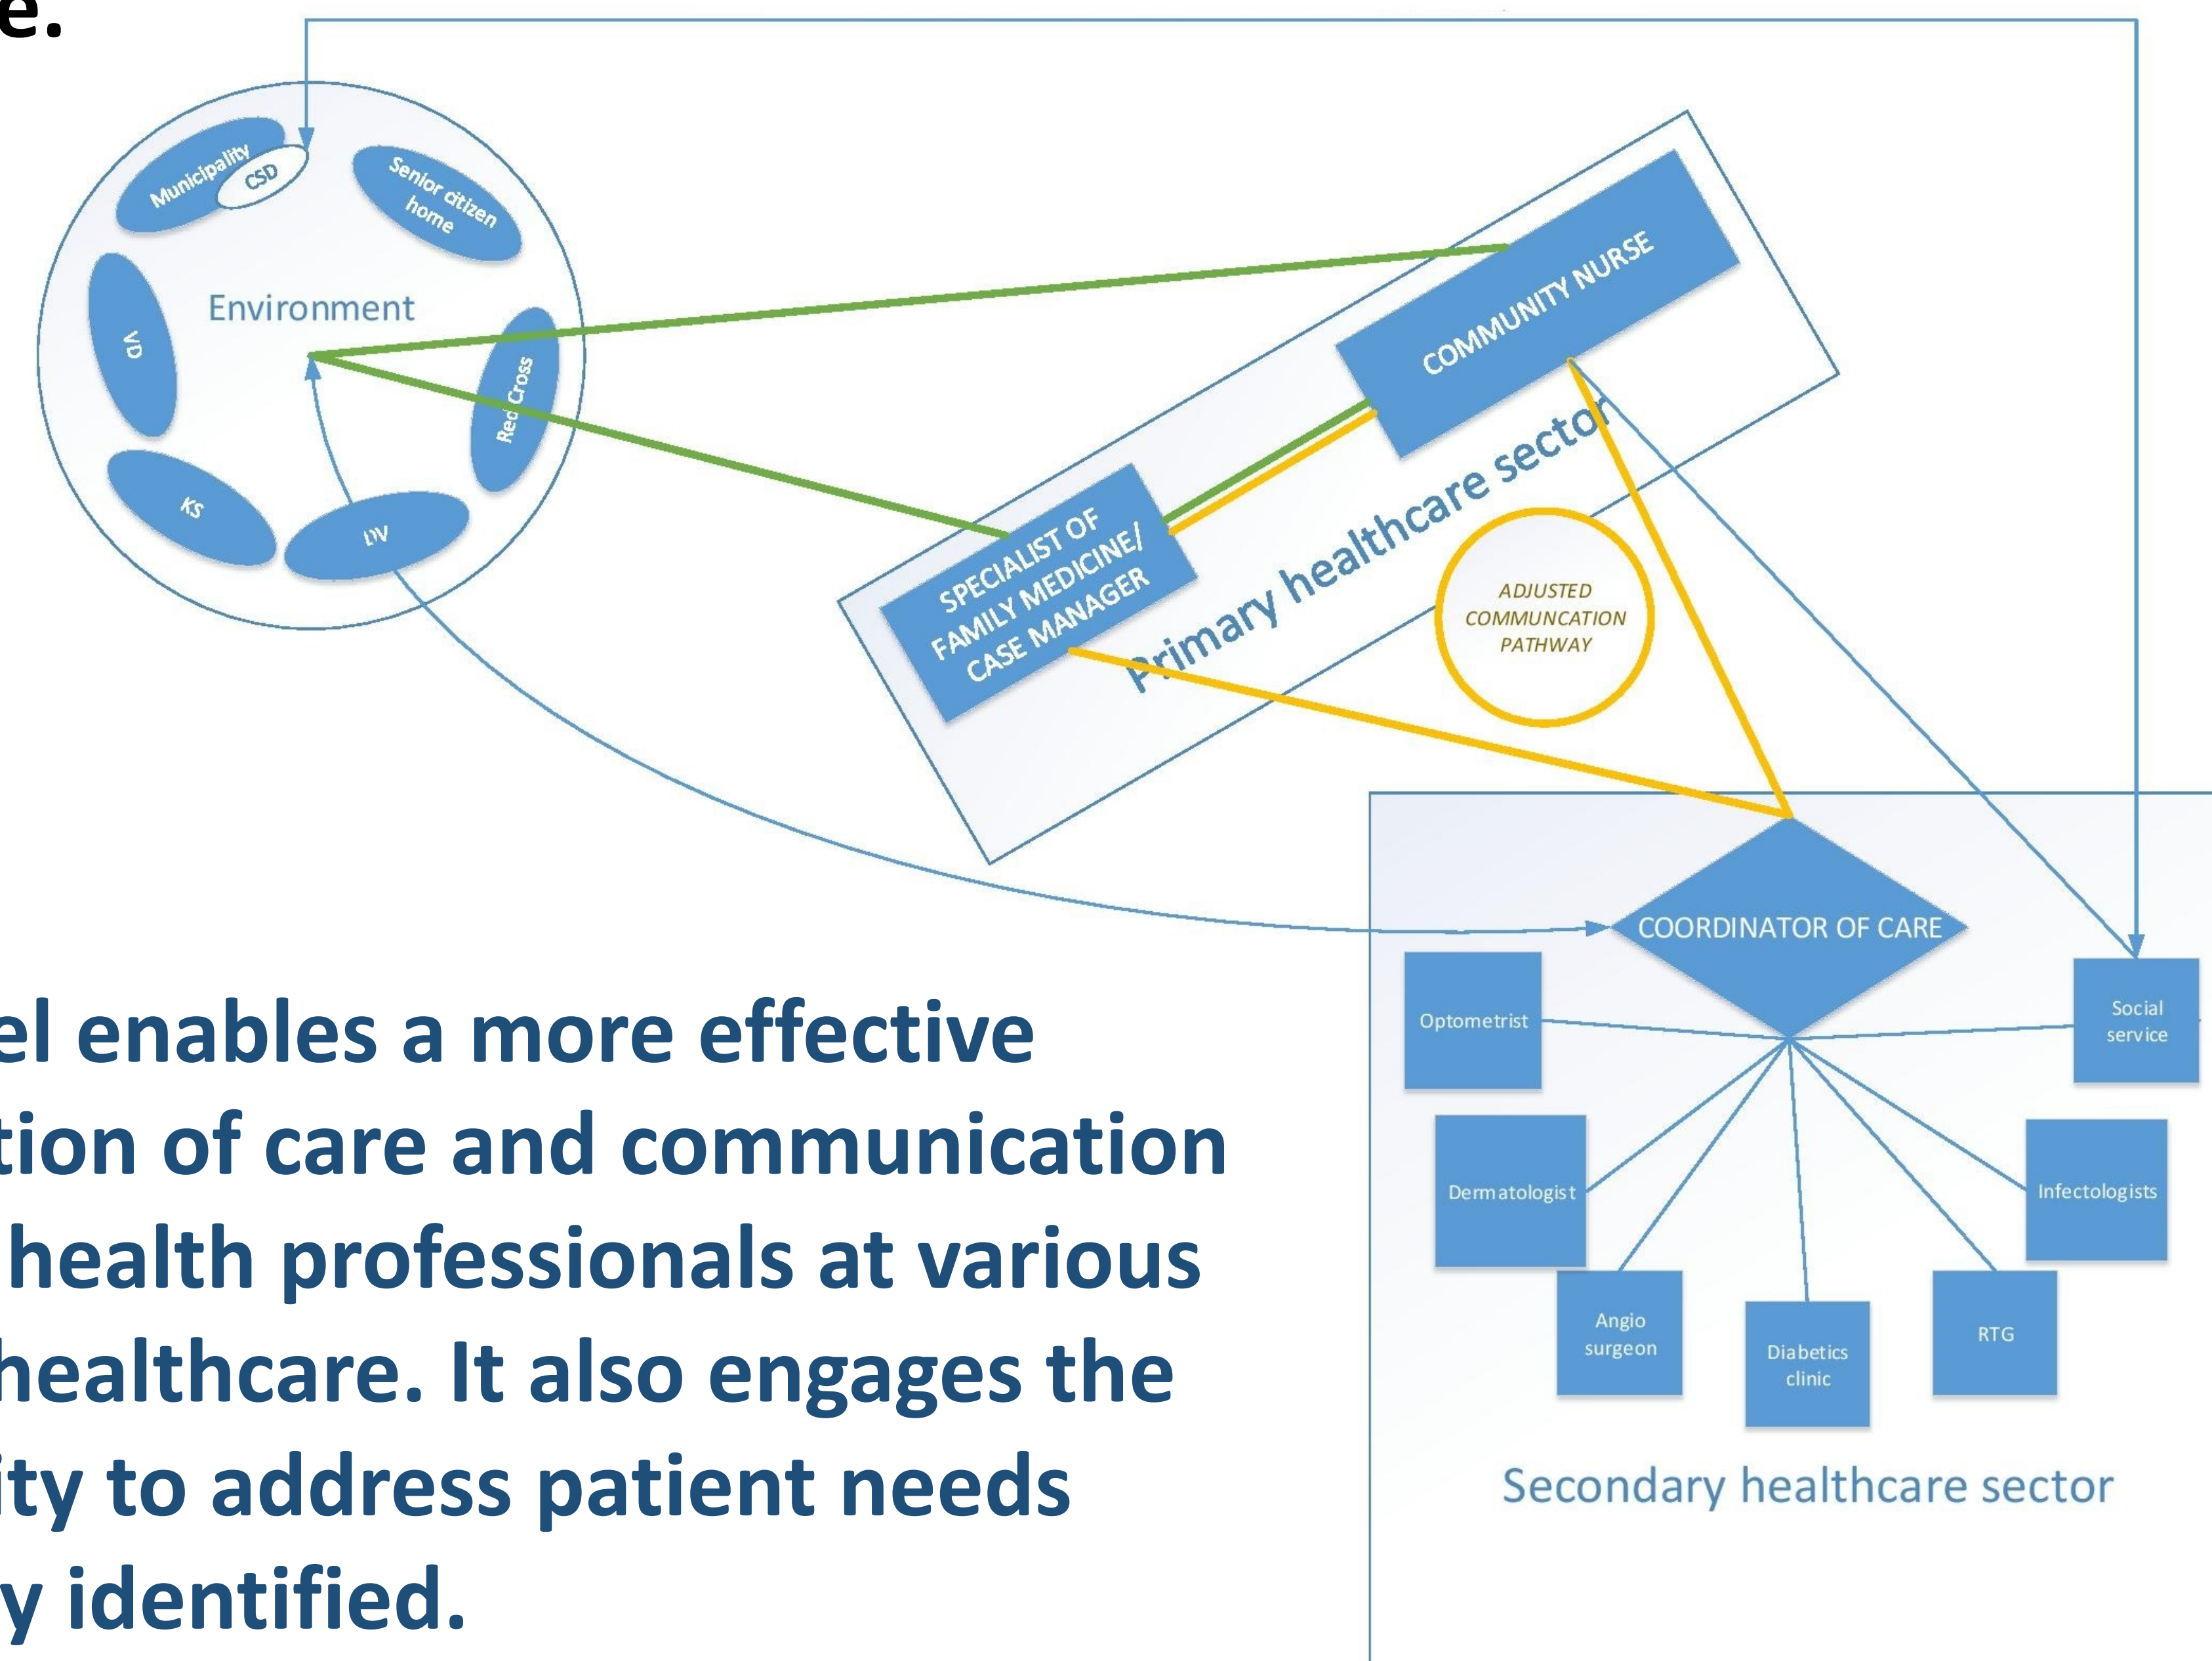 e.
Municipality
CSD
Senior citizen
home
Environment
VD
Red Cross
KS
DV
COMMUNITY NURSE
SPECIALIST OF
FAMILY MEDICINE/
CASE MANAGER
Primary healthcare sector
ADJUSTED
COMMUNCATION
PATHWAY
COORDINATOR OF CARE
Optometrist
Social
service
Dermatologist
Infectologists
Angio
surgeon
Diabetics
clinic
RTG
Secondary healthcare sector
el enables a more effective
tion of care and communication
health professionals at various
healthcare. It also engages the
ity to address patient needs
y identified.